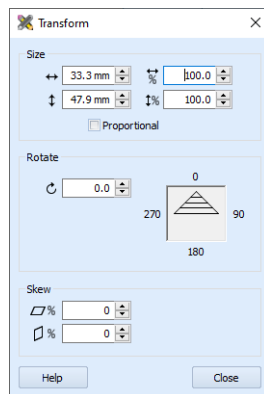 Transform
Size
33.3 mm % 100.0
47.9 mm % 100.0
Proportional
Rotate
0.0
0
270 90
180
Skew
% 0
% 0
Help Close